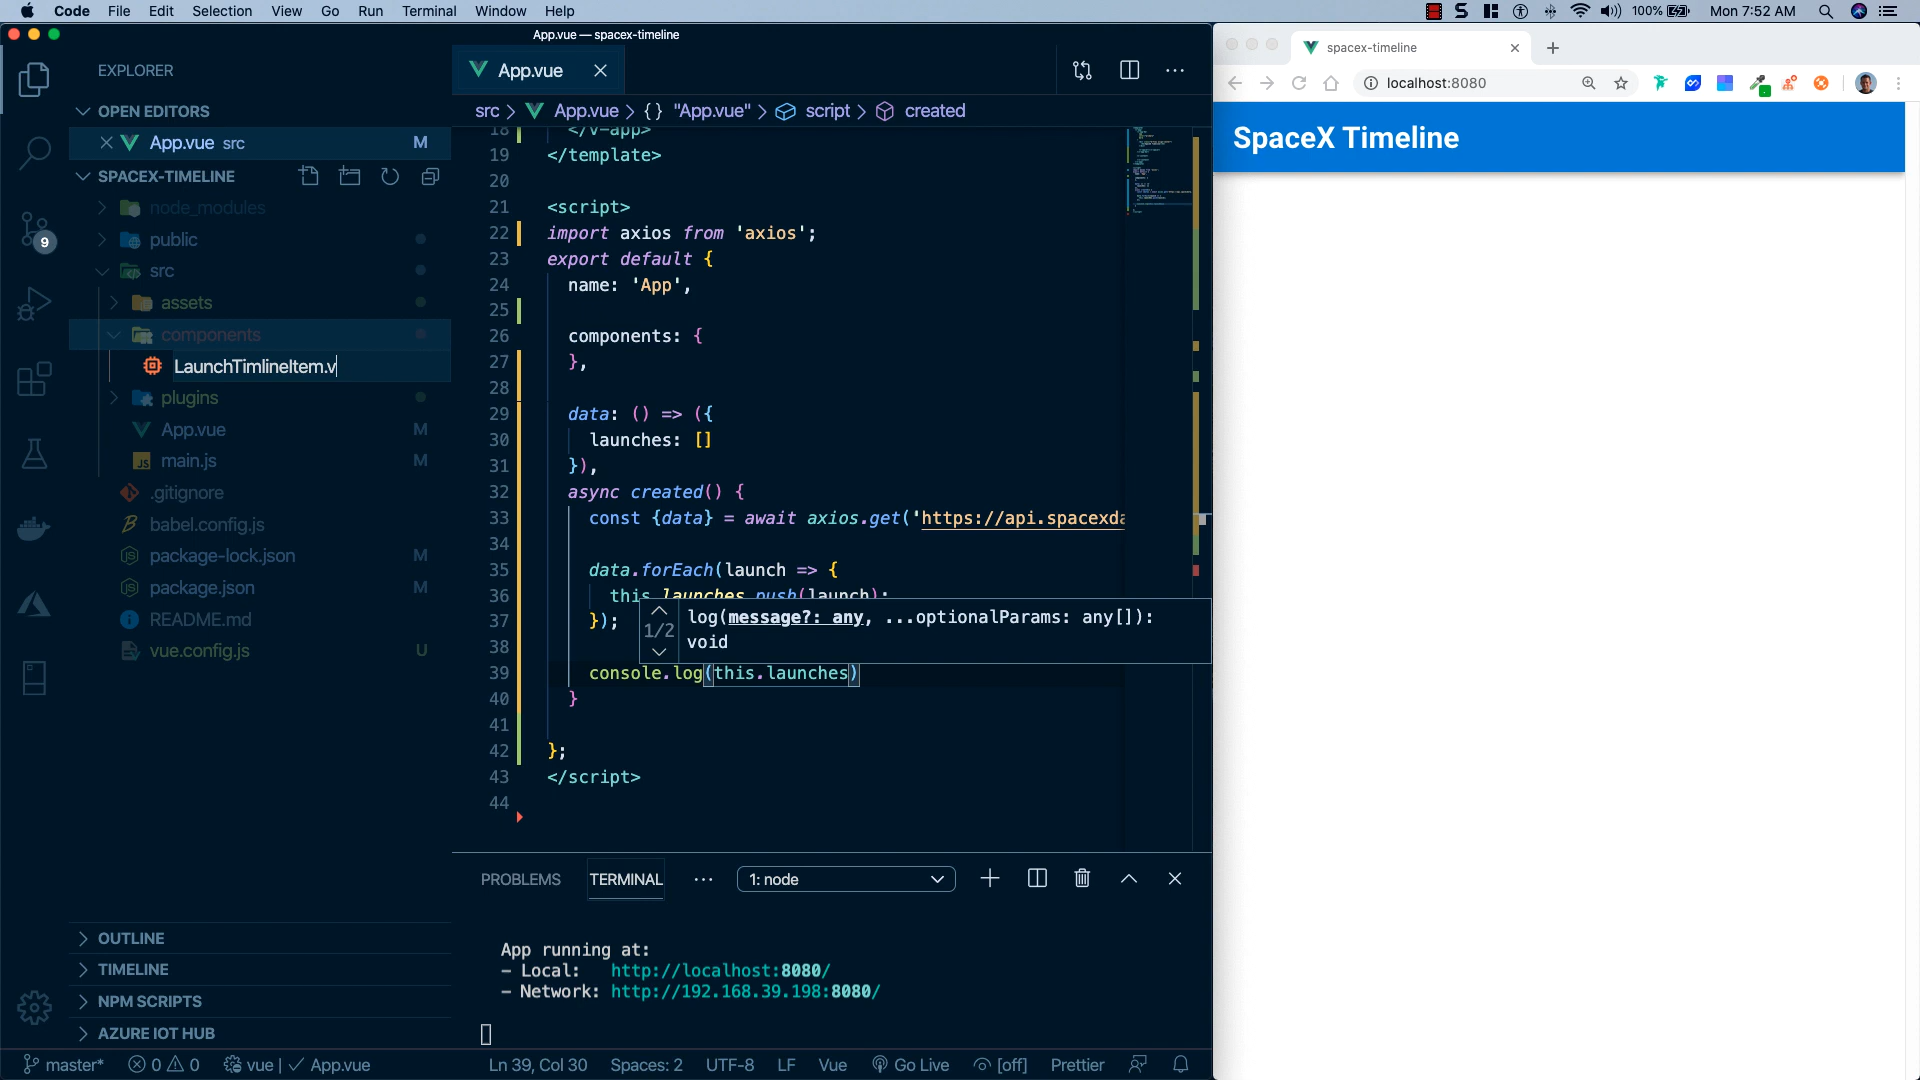 Code File Edit Selection View Go Run Terminal Window Help
100% Mon 7:52 AM
App.vue — spacex-timeline
EXPLORER
OPEN EDITORS
App.vue src M
SPACEX-TIMELINE
node_modules
public
src
assets
components
LaunchTimlineItem.v
plugins
App.vue M
main.js M
.gitignore
babel.config.js
package-lock.json M
package.json M
README.md
vue.config.js U
OUTLINE
TIMELINE
NPM SCRIPTS
AZURE IOT HUB
9
App.vue
src > App.vue > {} "App.vue" > script > created
18 </v-app>
19 </template>
20
21 <script>
22 import axios from 'axios';
23 export default {
24 name: 'App',
25
26 components: {
27 },
28
29 data: () => ({
30 launches: []
31 }),
32 async created() {
33 const {data} = await axios.get('https://api.spacexda
34
35 data.forEach(launch => {
36 this.launches.push(launch);
37 });
38
39 console.log(this.launches)
40 }
41
42 };
43 </script>
44
1/2
log(message?: any, ...optionalParams: any[]):
void
PROBLEMS TERMINAL ··· 1: node
App running at:
- Local: http://localhost:8080/
- Network: http://192.168.39.198:8080/
master* 0 0 vue | App.vue Ln 39, Col 30 Spaces: 2 UTF-8 LF Vue Go Live [off] Prettier
spacex-timeline
localhost:8080
SpaceX Timeline